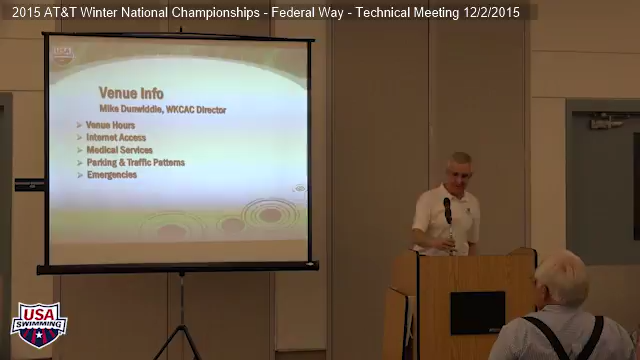 2015 AT&T Winter National Championships - Federal Way - Technical Meeting 12/2/2015
USA
Venue Info
Mike Dunwiddie, WKCAC Director
Venue Hours
Internet Access
Medical Services
Parking & Traffic Patterns
Emergencies
USA
SWIMMING